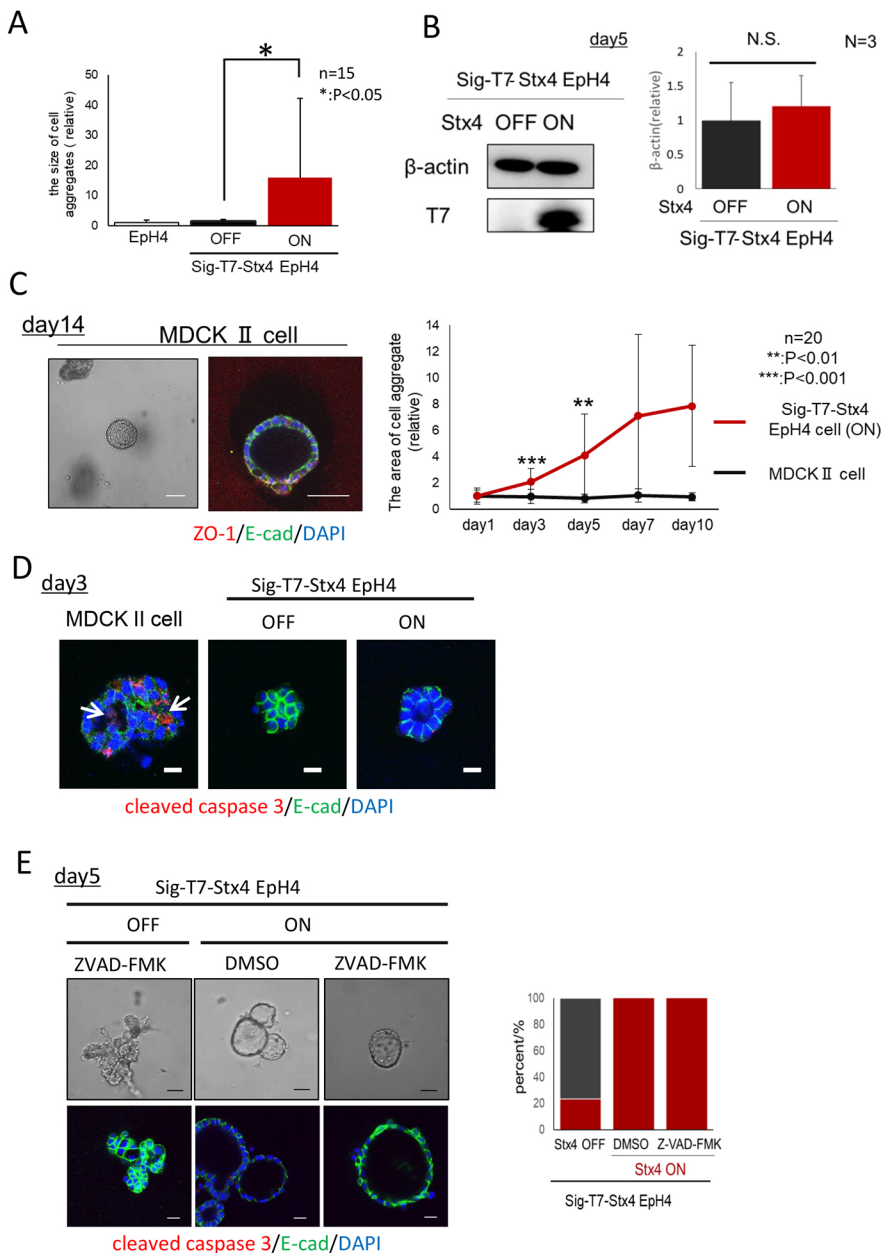 A
*
n=15
*:P<0.05
the size of cell
aggregates ( relative)
50
40
30
20
10
0
EpH4
OFF
ON
Sig-T7-Stx4 EpH4
B
day5
Sig-T7-Stx4 EpH4
Stx4 OFF ON
β-actin
T7
N.S.
N=3
β-actin(relative)
2
1.5
1
0.5
0
Stx4
OFF
ON
Sig-T7-Stx4 EpH4
C
day14
MDCK Ⅱ cell
ZO-1/E-cad/DAPI
The area of cell aggregate
(relative)
14
12
10
8
6
4
2
0
***
**
day1
day3
day5
day7
day10
n=20
**:P<0.01
***:P<0.001
Sig-T7-Stx4
EpH4 cell (ON)
MDCK Ⅱ cell
D
day3
MDCK II cell
Sig-T7-Stx4 EpH4
OFF
ON
cleaved caspase 3/E-cad/DAPI
E
day5
Sig-T7-Stx4 EpH4
OFF
ON
ZVAD-FMK
DMSO
ZVAD-FMK
cleaved caspase 3/E-cad/DAPI
percent/%
100
80
60
40
20
0
Stx4 OFF
DMSO
Z-VAD-FMK
Stx4 ON
Sig-T7-Stx4 EpH4